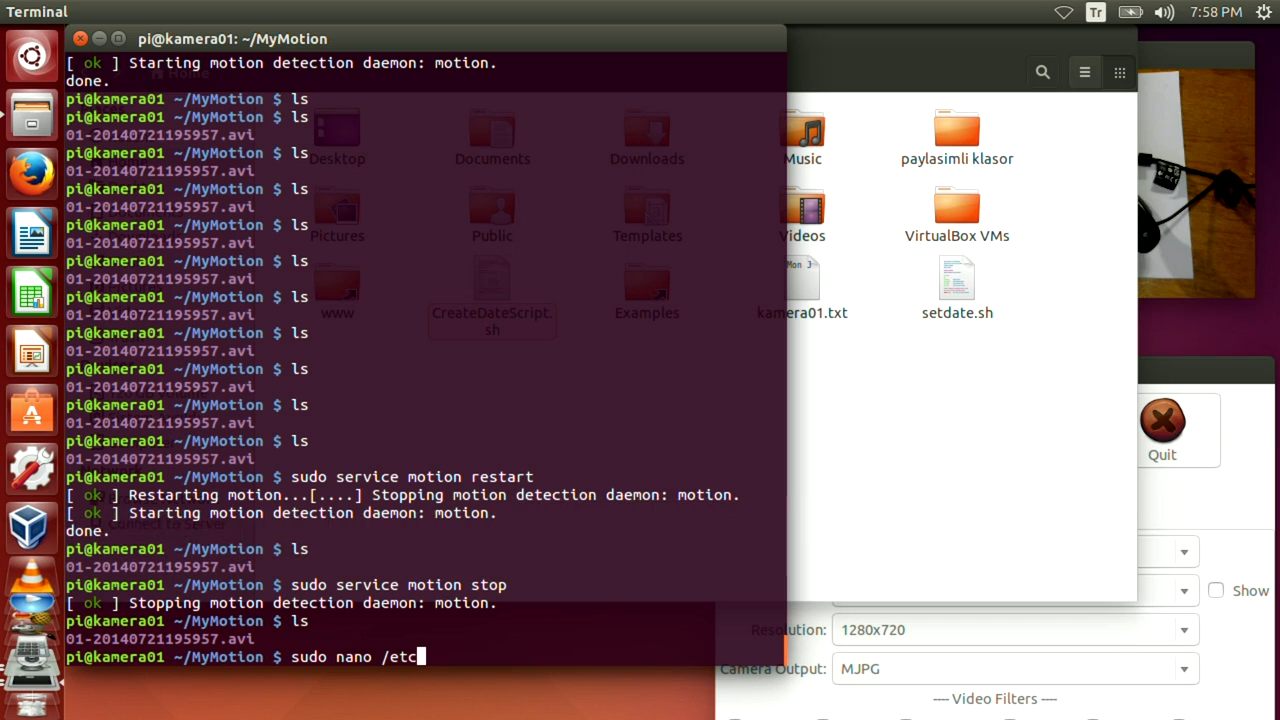 Terminal
Tr
7:58 PM
pi@kamera01: ~/MyMotion
[ ok ] Starting motion detection daemon: motion.
done.
pi@kamera01 ~/MyMotion $ ls
pi@kamera01 ~/MyMotion $ ls
01-20140721195957.avi
pi@kamera01 ~/MyMotion $ ls
01-20140721195957.avi
pi@kamera01 ~/MyMotion $ ls
01-20140721195957.avi
pi@kamera01 ~/MyMotion $ ls
01-20140721195957.avi
pi@kamera01 ~/MyMotion $ ls
01-20140721195957.avi
pi@kamera01 ~/MyMotion $ ls
01-20140721195957.avi
pi@kamera01 ~/MyMotion $ ls
01-20140721195957.avi
pi@kamera01 ~/MyMotion $ ls
01-20140721195957.avi
pi@kamera01 ~/MyMotion $ ls
01-20140721195957.avi
pi@kamera01 ~/MyMotion $ ls
01-20140721195957.avi
pi@kamera01 ~/MyMotion $ sudo service motion restart
[ ok ] Restarting motion...[....] Stopping motion detection daemon: motion.
[ ok ] Starting motion detection daemon: motion.
done.
pi@kamera01 ~/MyMotion $ ls
01-20140721195957.avi
pi@kamera01 ~/MyMotion $ sudo service motion stop
[ ok ] Stopping motion detection daemon: motion.
pi@kamera01 ~/MyMotion $ ls
01-20140721195957.avi
pi@kamera01 ~/MyMotion $ sudo nano /etc
Home
Desktop
Documents
Downloads
Music
paylasimli klasor
Pictures
Public
Templates
Videos
VirtualBox VMs
www
CreateDateScript.
sh
Examples
kamera01.txt
setdate.sh
Connect to Server
Quit
Show
Resolution:
1280x720
Camera Output:
MJPG
---- Video Filters ----